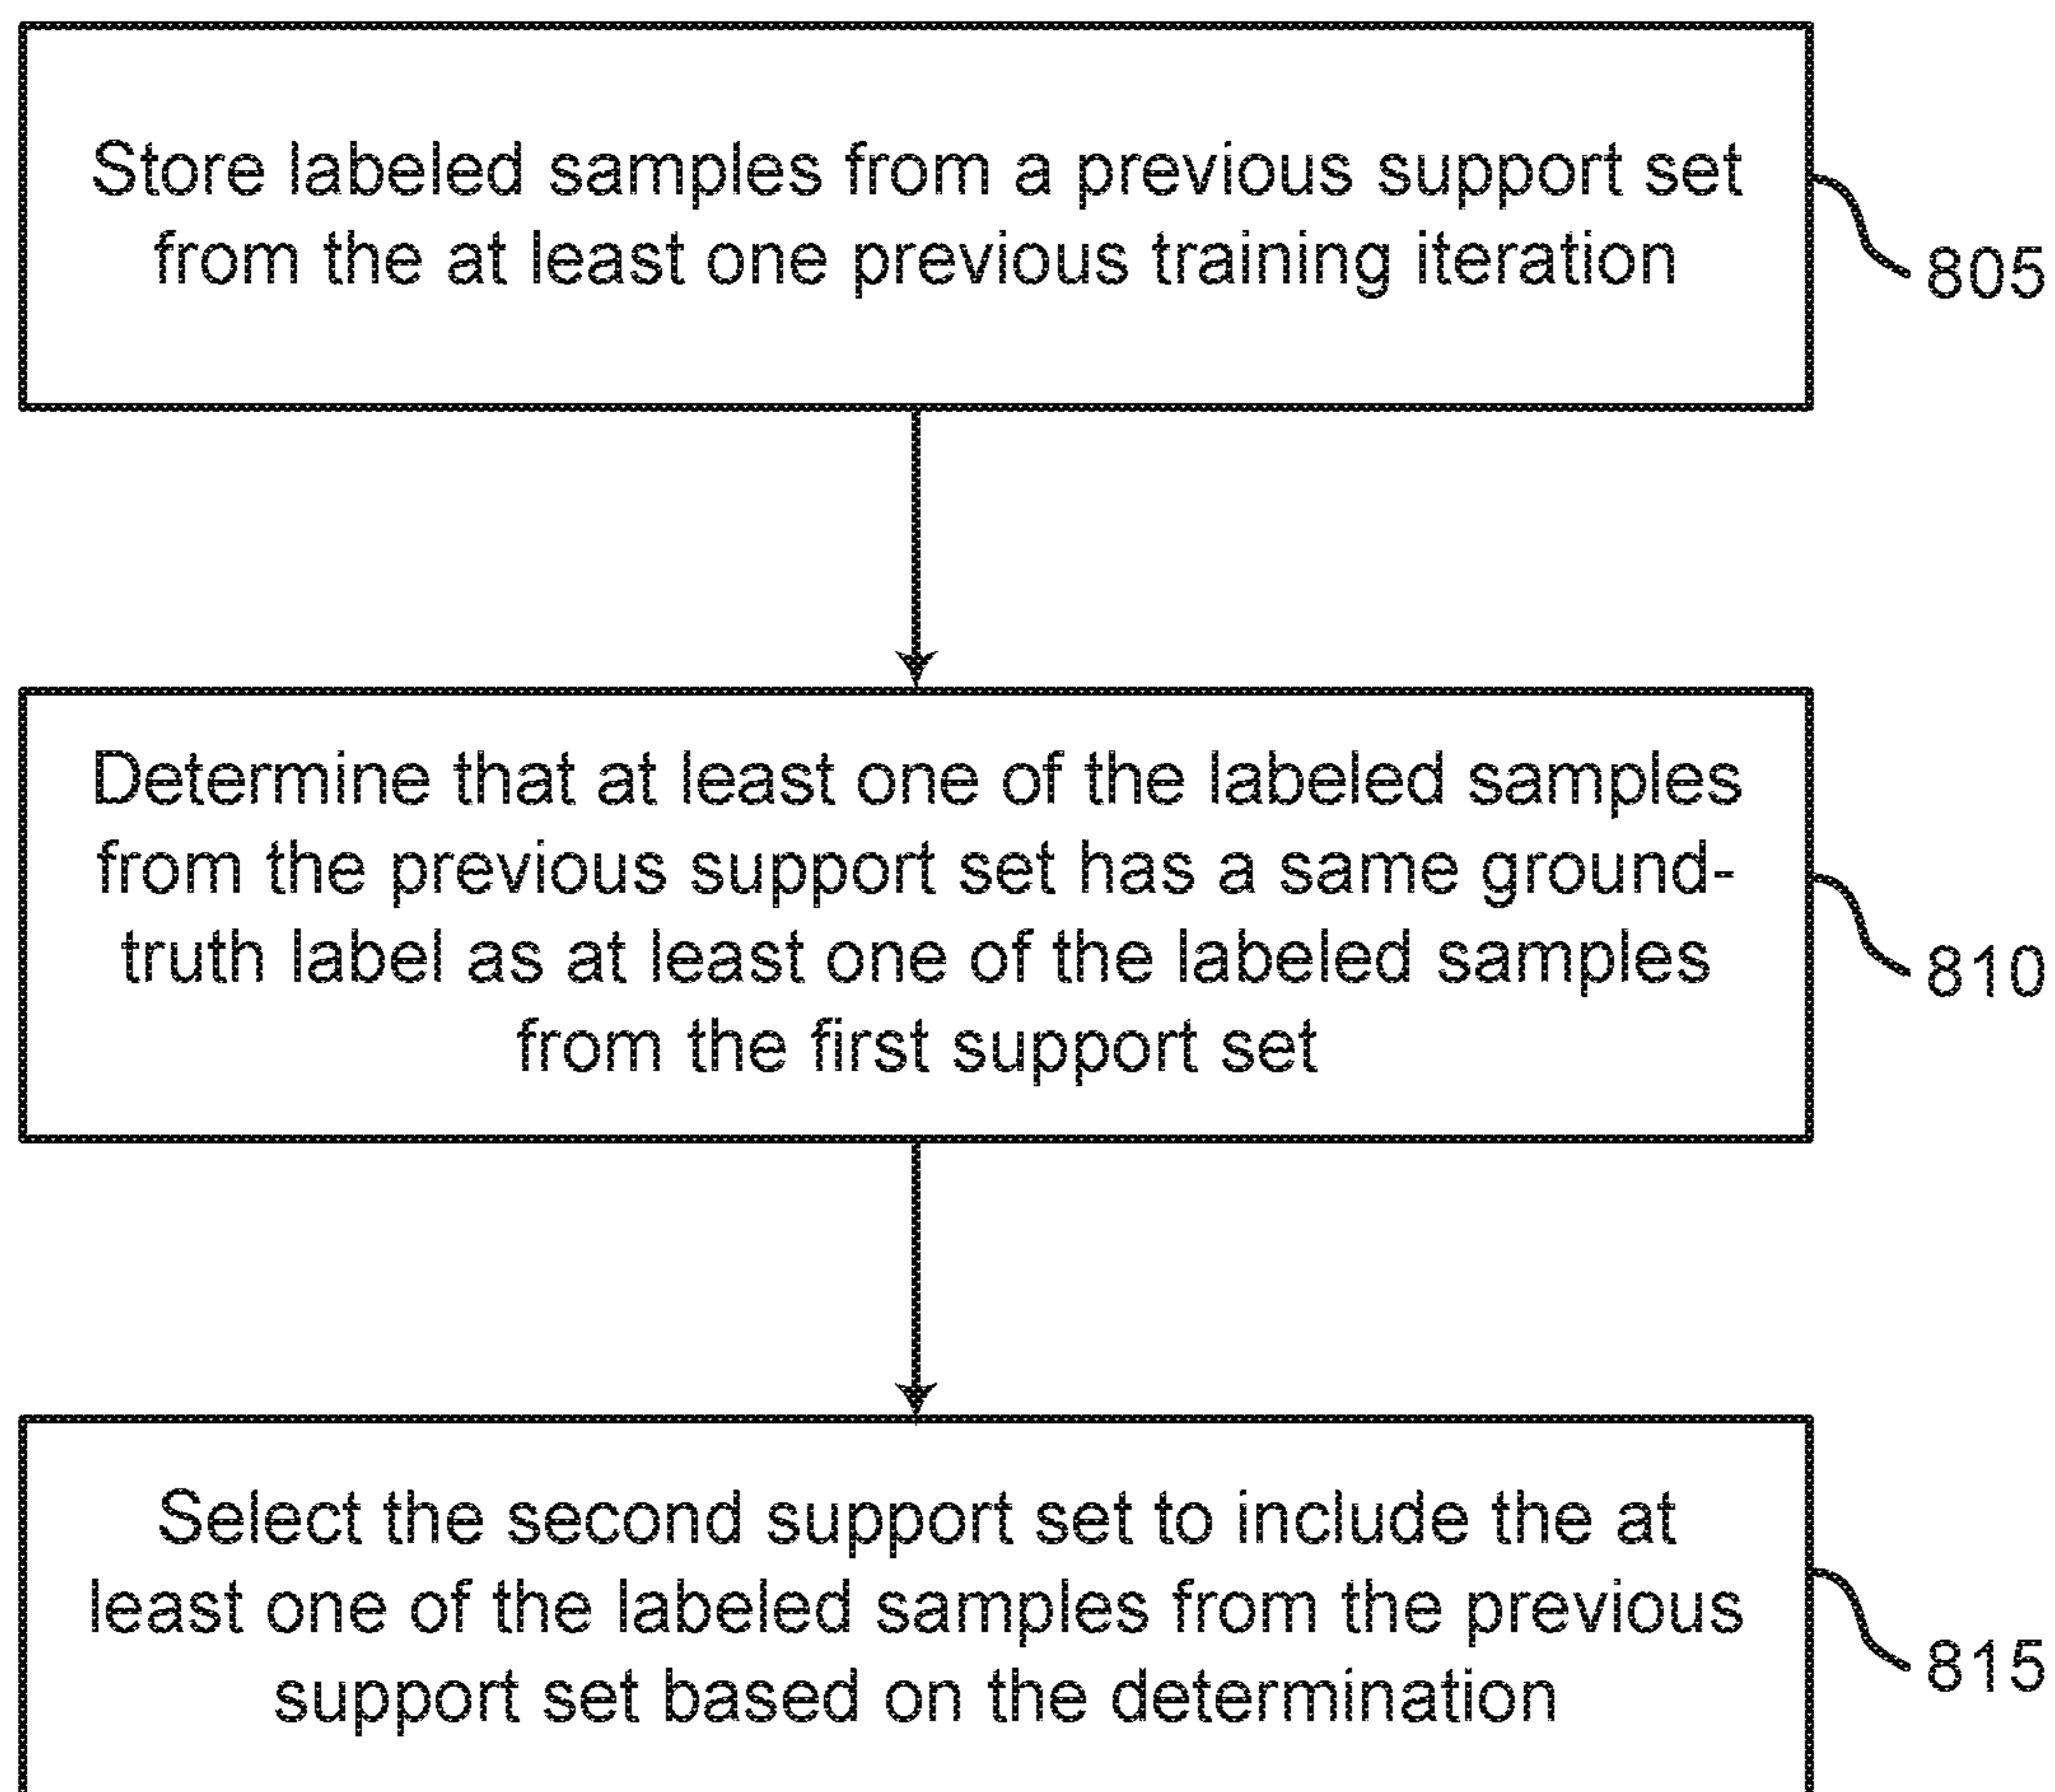 Store labeled samples from a previous support set
from the at least one previous training iteration
805
Determine that at least one of the labeled samples
from the previous support set has a same ground-
truth label as at least one of the labeled samples
from the first support set
810
Select the second support set to include the at
least one of the labeled samples from the previous
support set based on the determination
815